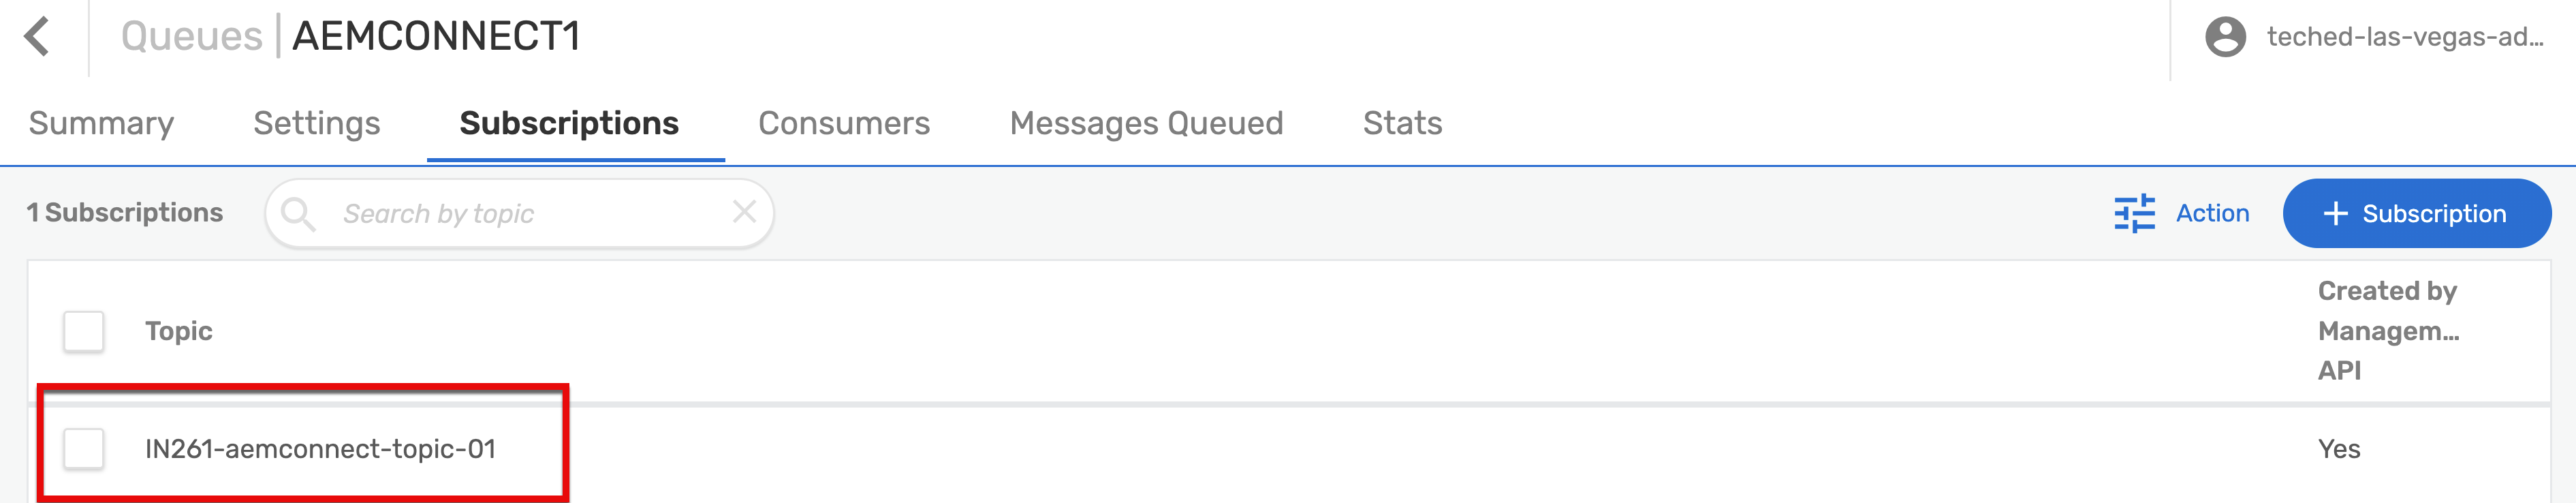 Queues | AEMCONNECT1
teched-las-vegas-ad...
Summary Settings Subscriptions Consumers Messages Queued Stats
1 Subscriptions
Search by topic
Action
+ Subscription
Topic
Created by
Managem...
API
IN261-aemconnect-topic-01
Yes